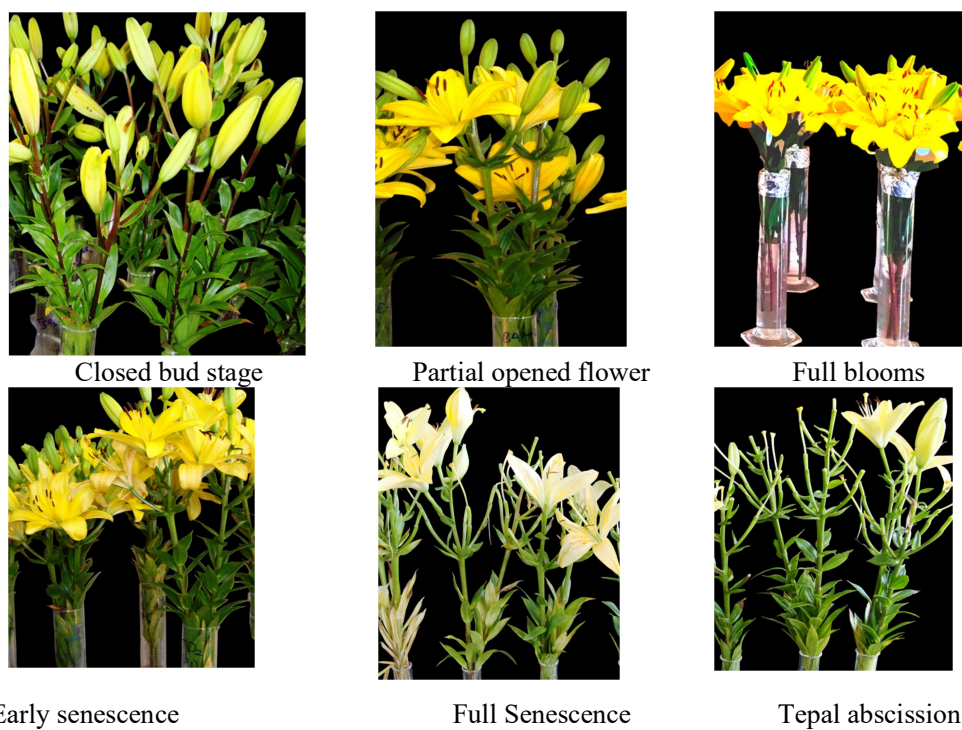 Closed bud stage
Partial opened flower
Full blooms
Early senescence
Full Senescence
Tepal abscission